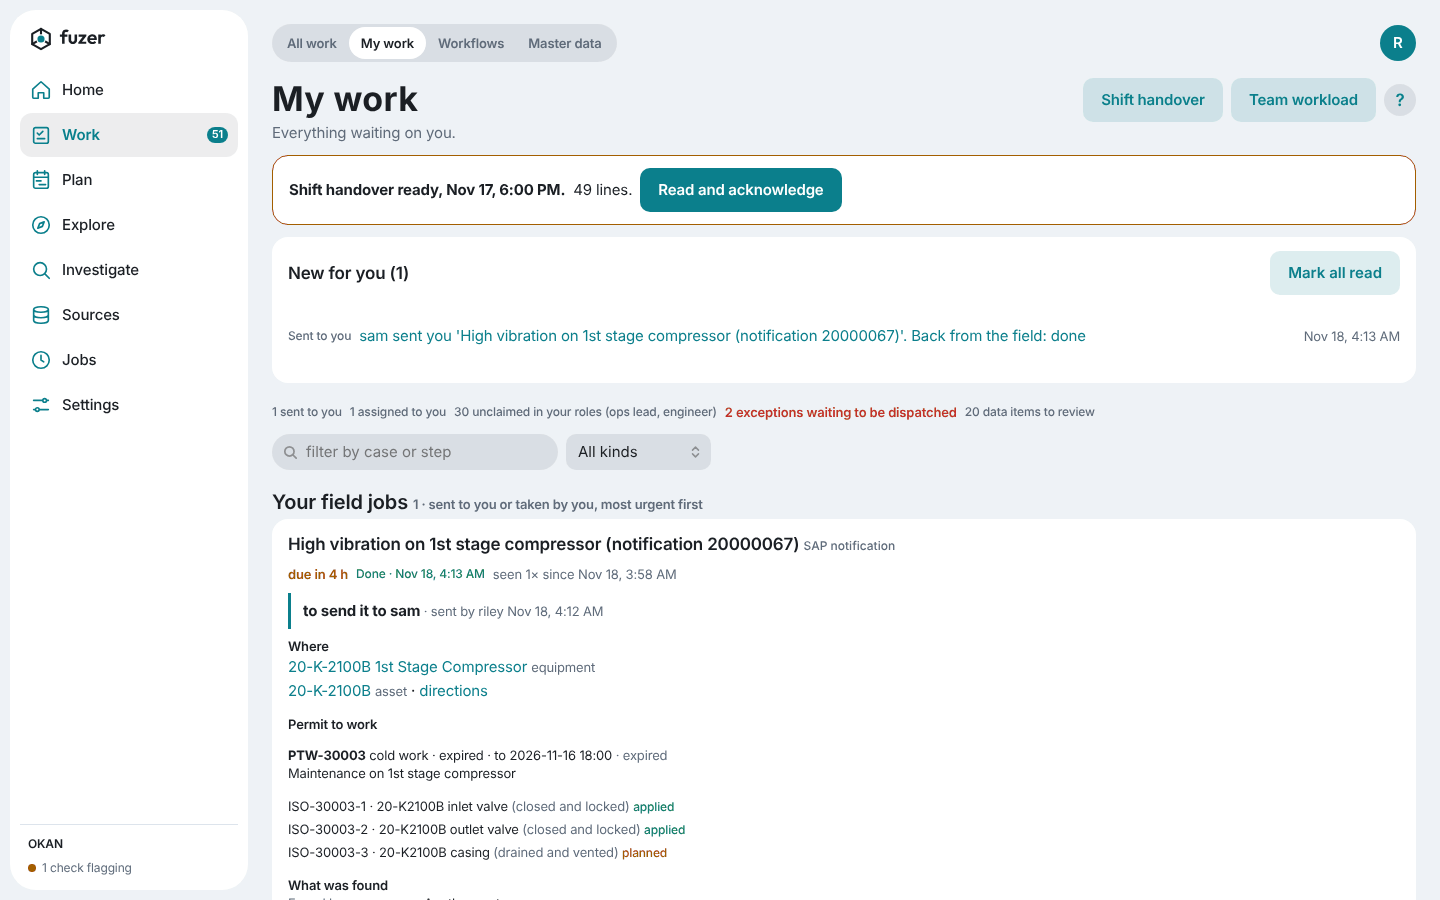 fuzer
Home
Work 51
Plan
Explore
Investigate
Sources
Jobs
Settings
OKAN
1 check flagging
All work My work Workflows Master data
R
My work
Everything waiting on you.
Shift handover Team workload ?
Shift handover ready, Nov 17, 6:00 PM. 49 lines. Read and acknowledge
New for you (1) Mark all read
Sent to you sam sent you 'High vibration on 1st stage compressor (notification 20000067)'. Back from the field: done Nov 18, 4:13 AM
1 sent to you 1 assigned to you 30 unclaimed in your roles (ops lead, engineer) 2 exceptions waiting to be dispatched 20 data items to review
filter by case or step All kinds
Your field jobs 1 · sent to you or taken by you, most urgent first
High vibration on 1st stage compressor (notification 20000067) SAP notification
due in 4 h Done · Nov 18, 4:13 AM seen 1× since Nov 18, 3:58 AM
to send it to sam · sent by riley Nov 18, 4:12 AM
Where
20-K-2100B 1st Stage Compressor equipment
20-K-2100B asset · directions
Permit to work
PTW-30003 cold work · expired · to 2026-11-16 18:00 · expired
Maintenance on 1st stage compressor
ISO-30003-1 · 20-K2100B inlet valve (closed and locked) applied
ISO-30003-2 · 20-K2100B outlet valve (closed and locked) applied
ISO-30003-3 · 20-K2100B casing (drained and vented) planned
What was found